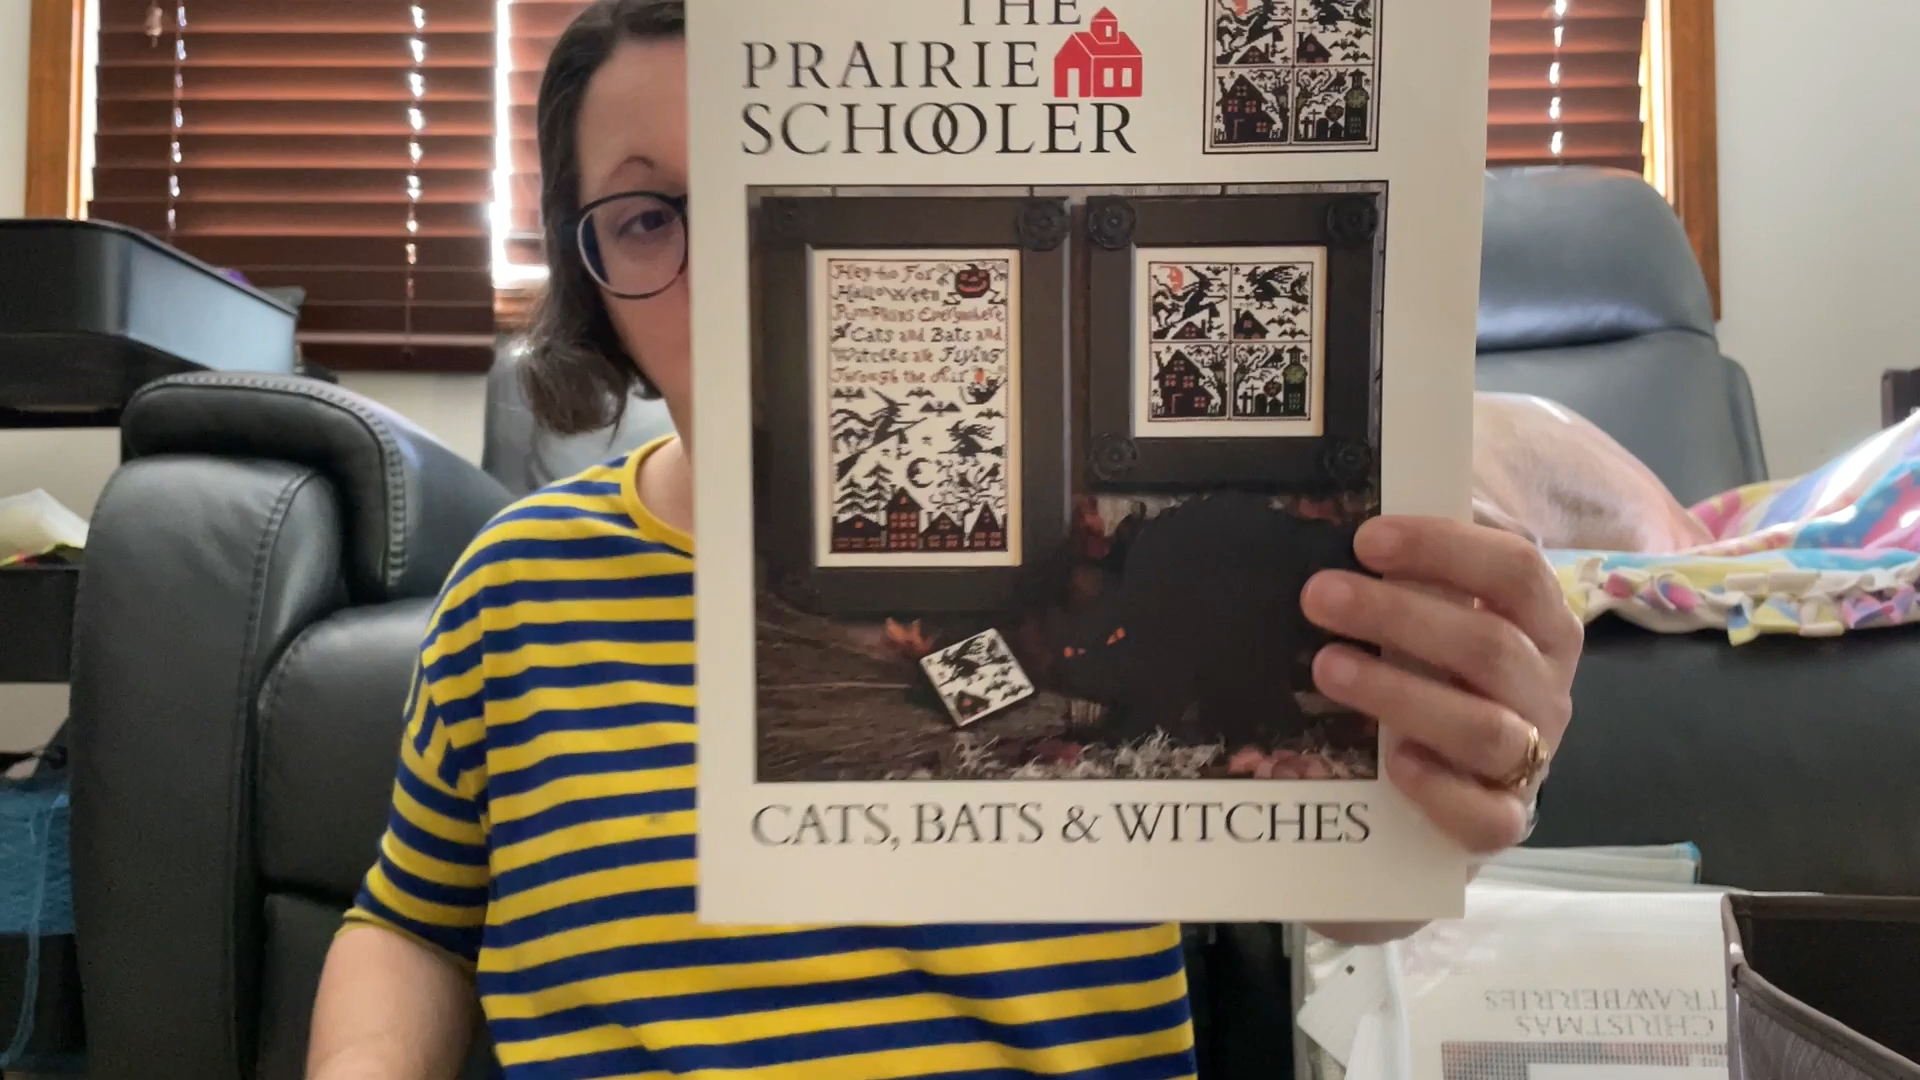 THE
PRAIRIE
SCHOOLER
Hey-ho For
Halloween
Pumpkins Everywhere
Cats and Bats and
Witches are Flying
Through the Air
CATS, BATS & WITCHES
CHRISTMAS
TRAWBERRIES